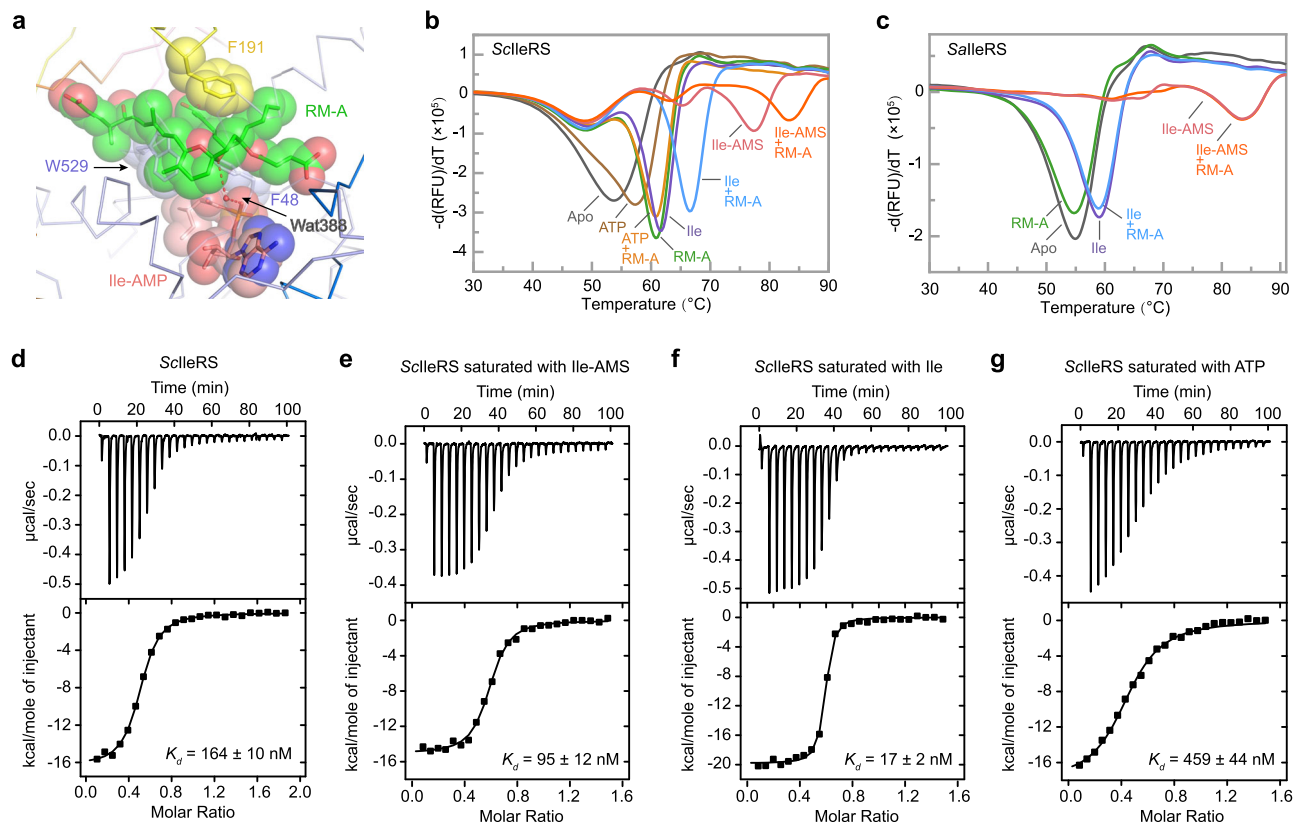 a
F191
RM-A
W529
F48
Wat388
Ile-AMP
b
ScIleRS
1
0
-1
-2
-3
-4
-d(RFU)/dT (×10⁵)
Apo
ATP
ATP
+
RM-A
RM-A
Ile
Ile
+
RM-A
Ile-AMS
Ile-AMS
+
RM-A
30 40 50 60 70 80 90
Temperature (°C)
c
SaIleRS
0
-1
-2
-d(RFU)/dT (×10⁵)
RM-A
Apo
Ile
Ile
+
RM-A
Ile-AMS
Ile-AMS
+
RM-A
30 40 50 60 70 80 90
Temperature (°C)
d
ScIleRS
Time (min)
0 20 40 60 80 100
0.0
-0.1
-0.2
-0.3
-0.4
-0.5
µcal/sec
0
-4
-8
-12
-16
kcal/mole of injectant
Kd = 164 ± 10 nM
0.0 0.4 0.8 1.2 1.6 2.0
Molar Ratio
e
ScIleRS saturated with Ile-AMS
Time (min)
0 20 40 60 80 100
0.0
-0.1
-0.2
-0.3
-0.4
µcal/sec
0
-4
-8
-12
-16
kcal/mole of injectant
Kd = 95 ± 12 nM
0.0 0.4 0.8 1.2 1.6
Molar Ratio
f
ScIleRS saturated with Ile
Time (min)
0 20 40 60 80 100
0.0
-0.1
-0.2
-0.3
-0.4
-0.5
µcal/sec
0
-4
-8
-12
-16
-20
kcal/mole of injectant
Kd = 17 ± 2 nM
0.0 0.4 0.8 1.2 1.6
Molar Ratio
g
ScIleRS saturated with ATP
Time (min)
0 20 40 60 80 100
0.0
-0.1
-0.2
-0.3
-0.4
µcal/sec
0
-4
-8
-12
-16
kcal/mole of injectant
Kd = 459 ± 44 nM
0.0 0.4 0.8 1.2 1.6
Molar Ratio